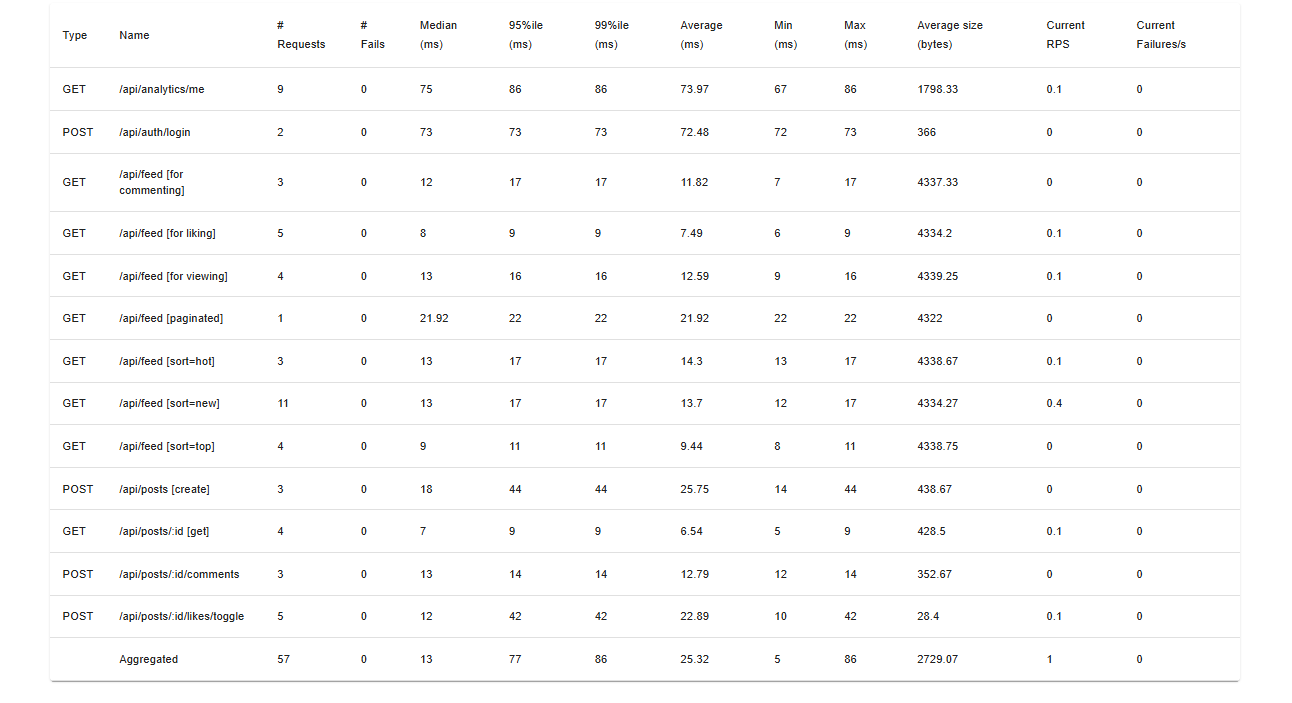 Type Name # Requests # Fails Median (ms) 95%ile (ms) 99%ile (ms) Average (ms) Min (ms) Max (ms) Average size (bytes) Current RPS Current Failures/s
GET /api/analytics/me 9 0 75 86 86 73.97 67 86 1798.33 0.1 0
POST /api/auth/login 2 0 73 73 73 72.48 72 73 366 0 0
GET /api/feed [for commenting] 3 0 12 17 17 11.82 7 17 4337.33 0 0
GET /api/feed [for liking] 5 0 8 9 9 7.49 6 9 4334.2 0.1 0
GET /api/feed [for viewing] 4 0 13 16 16 12.59 9 16 4339.25 0.1 0
GET /api/feed [paginated] 1 0 21.92 22 22 21.92 22 22 4322 0 0
GET /api/feed [sort=hot] 3 0 13 17 17 14.3 13 17 4338.67 0.1 0
GET /api/feed [sort=new] 11 0 13 17 17 13.7 12 17 4334.27 0.4 0
GET /api/feed [sort=top] 4 0 9 11 11 9.44 8 11 4338.75 0 0
POST /api/posts [create] 3 0 18 44 44 25.75 14 44 438.67 0 0
GET /api/posts/:id [get] 4 0 7 9 9 6.54 5 9 428.5 0.1 0
POST /api/posts/:id/comments 3 0 13 14 14 12.79 12 14 352.67 0 0
POST /api/posts/:id/likes/toggle 5 0 12 42 42 22.89 10 42 28.4 0.1 0
Aggregated 57 0 13 77 86 25.32 5 86 2729.07 1 0